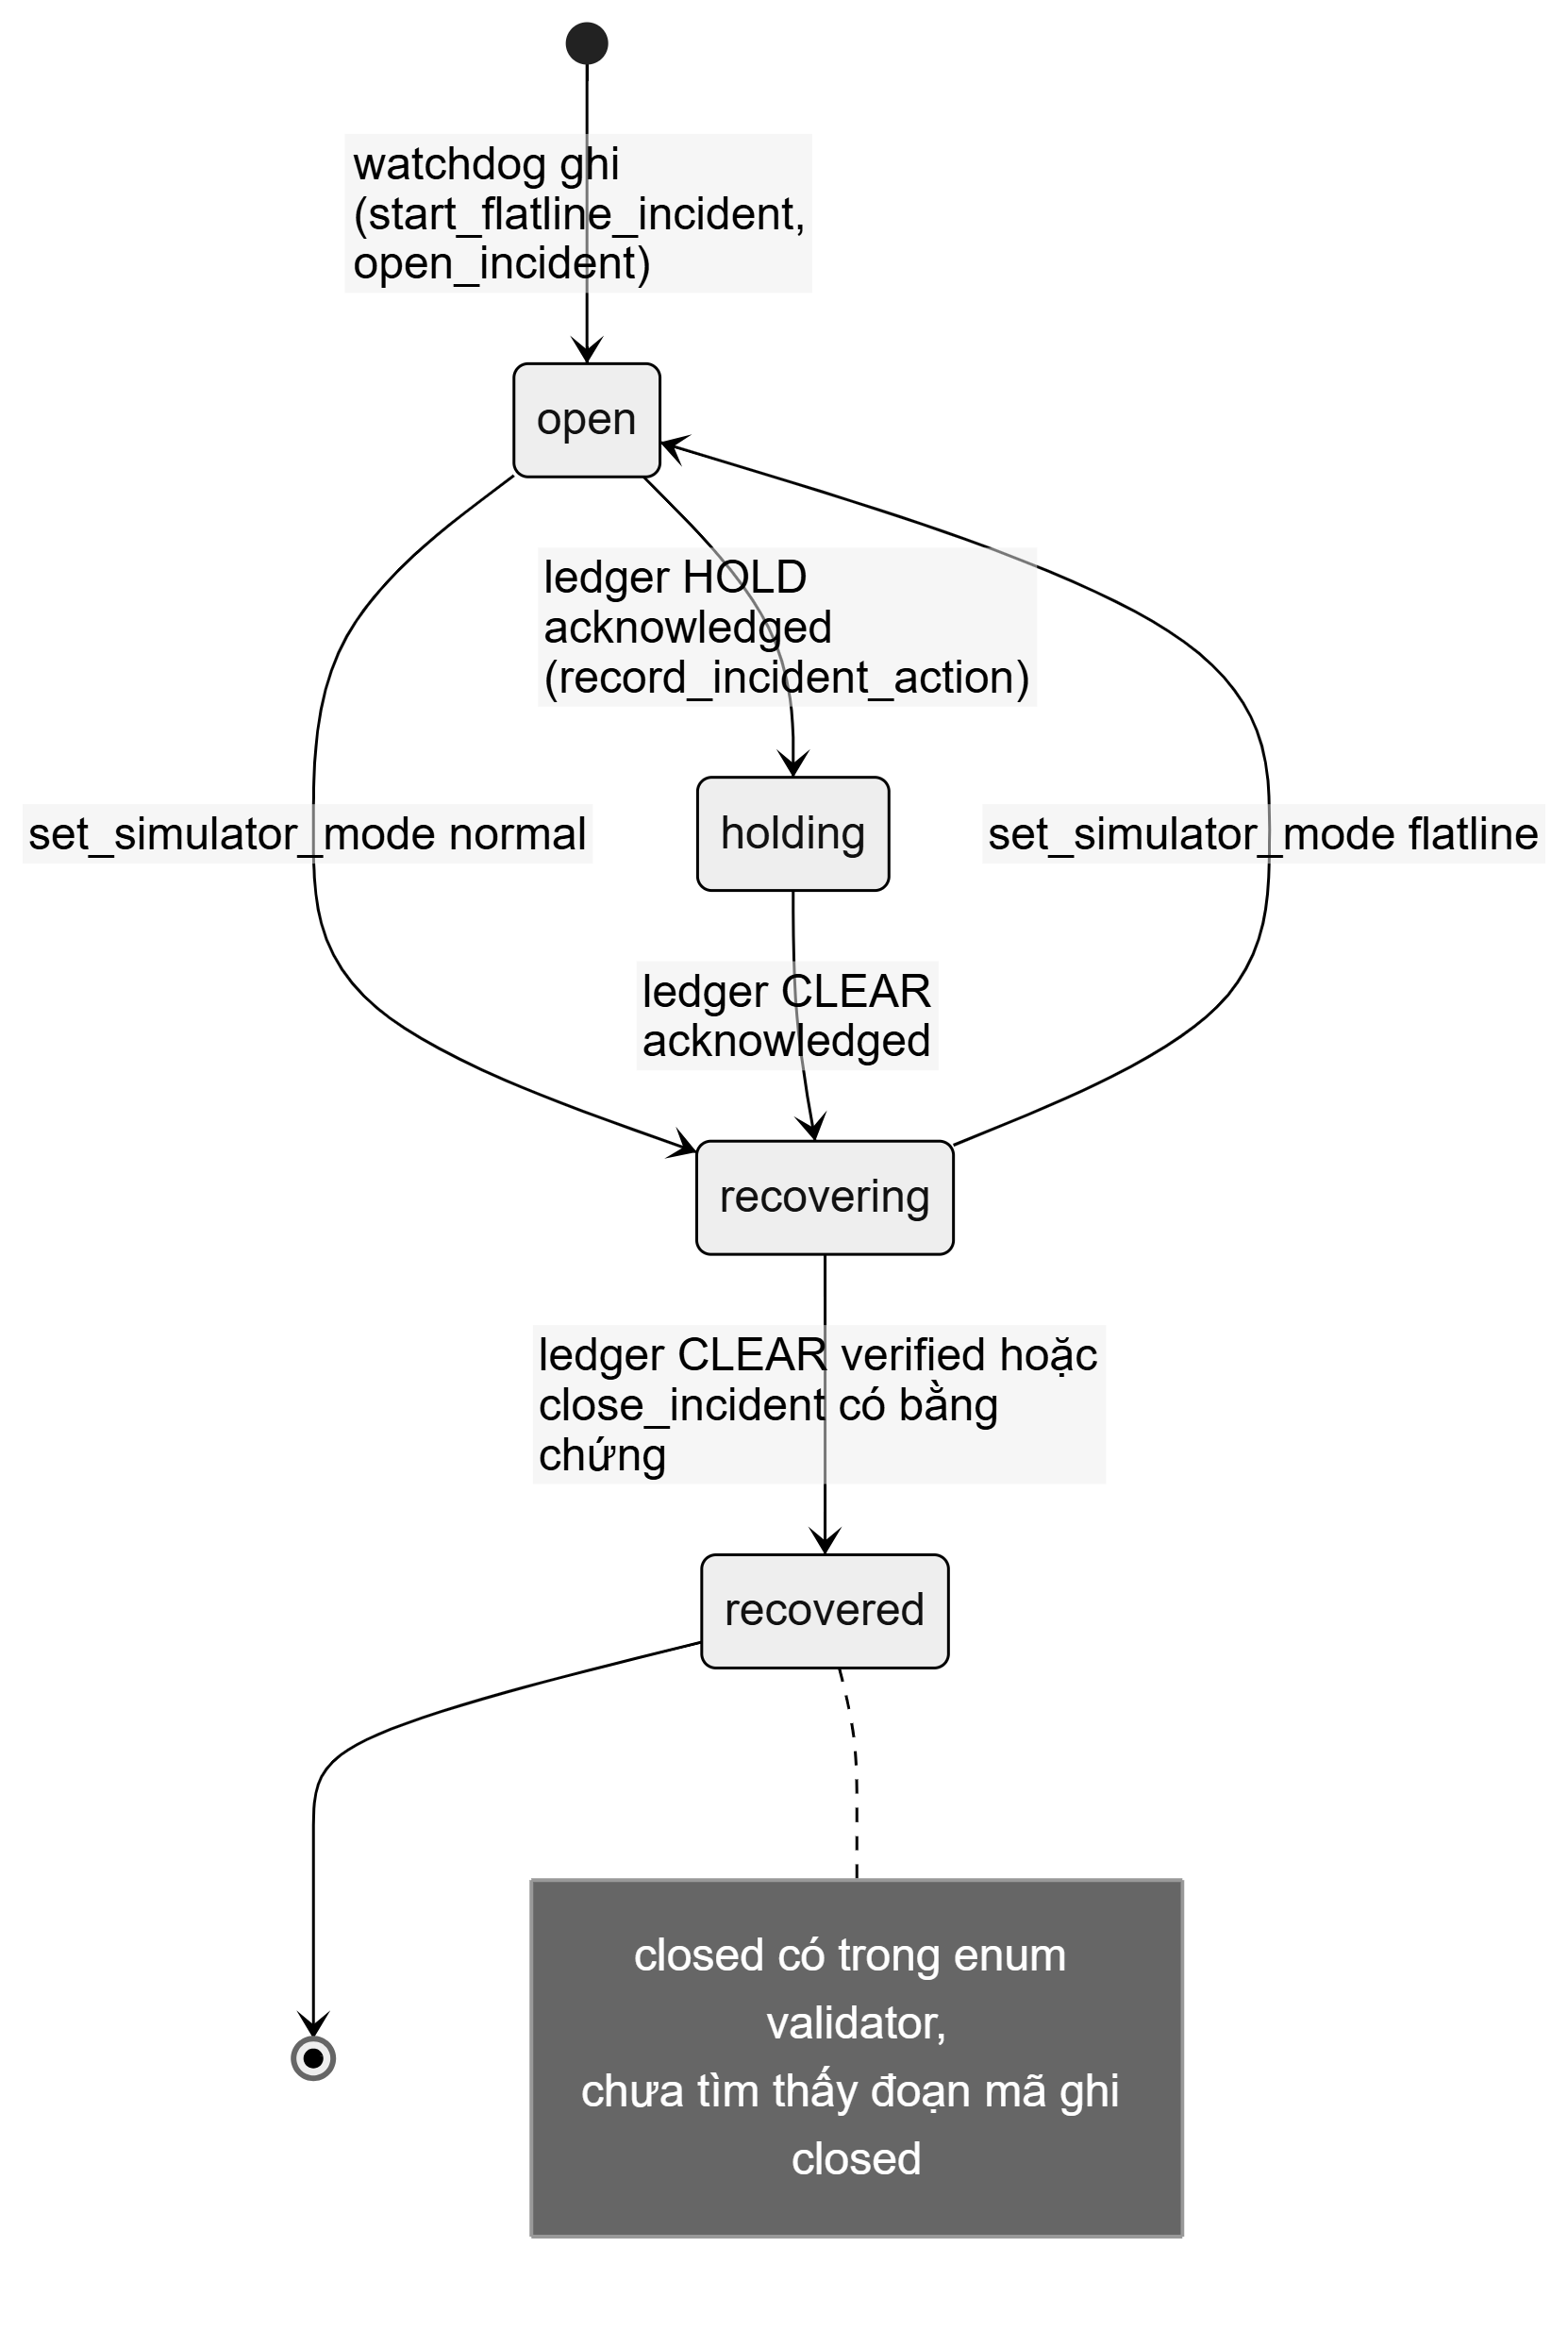 watchdog ghi
(start_flatline_incident,
open_incident)
open
ledger HOLD
acknowledged
(record_incident_action)
set_simulator_mode normal
holding
set_simulator_mode flatline
ledger CLEAR
acknowledged
recovering
ledger CLEAR verified hoặc
close_incident có bằng
chứng
recovered
closed có trong enum
validator,
chưa tìm thấy đoạn mã ghi
closed